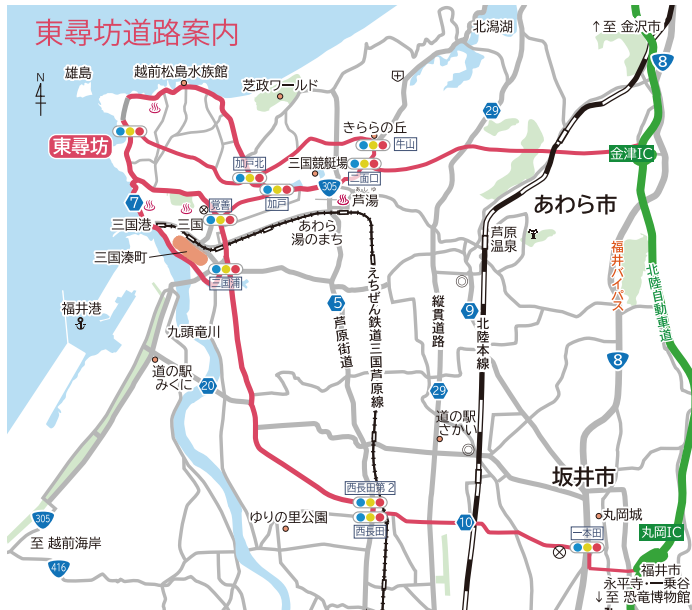 東尋坊道路案内
北潟湖
↑至 金沢市
8
N
雄島
越前松島水族館
芝政ワールド
29
きららの丘
牛山
東尋坊
加戸北
三国競艇場
二面口
金津IC
305
あわら市
7
覚善
加戸
芦湯
三国港
三国
あわら
湯のまち
芦原
温泉
三国湊町
三国浦
福井バイパス
北陸自動車道
福井港
5
えちぜん鉄道三国芦原線
縦貫道路
9
北陸本線
九頭竜川
芦原街道
8
道の駅
みくに
20
29
道の駅
さかい
坂井市
西長田第2
丸岡城
305
ゆりの里公園
西長田
10
一本田
丸岡IC
至 越前海岸
416
福井市
永平寺・一乗谷
↓至 恐竜博物館